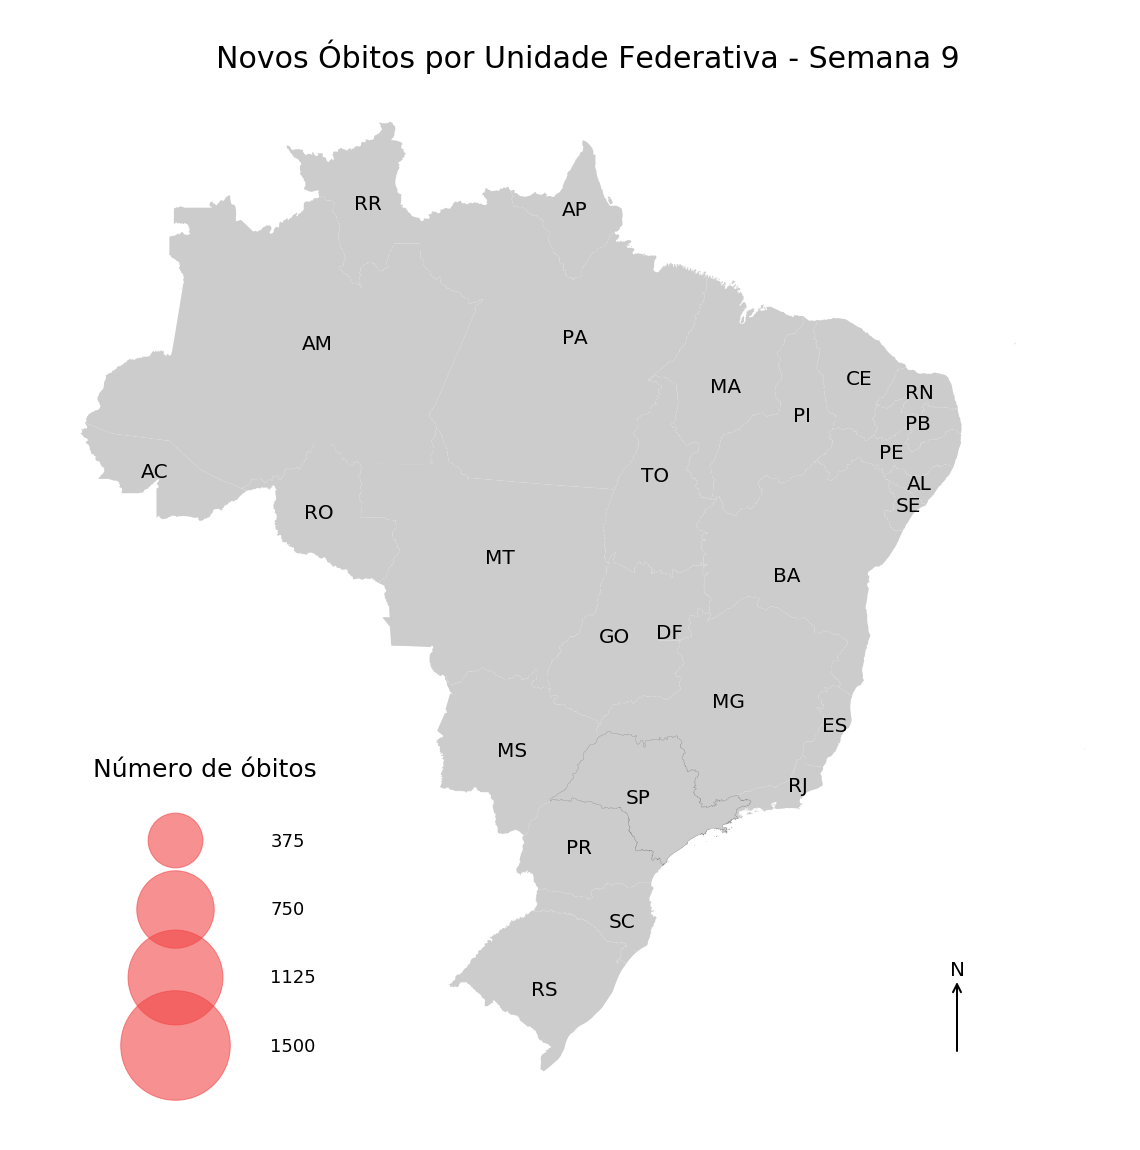 Novos Óbitos por Unidade Federativa - Semana 9
RR
AP
AM
PA
MA
CE
RN
PI
PB
PE
AC
TO
AL
SE
RO
MT
BA
GO
DF
MG
ES
MS
Número de óbitos
RJ
SP
375
PR
750
SC
1125
N
RS
1500